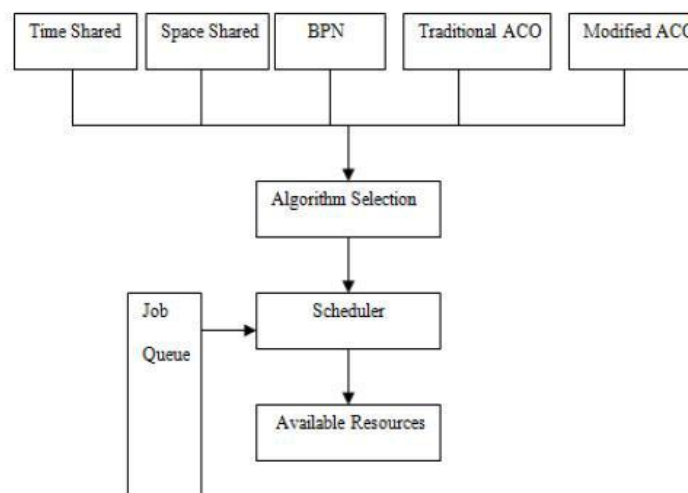 Time Shared
Space Shared
BPN
Traditional ACO
Modified ACO
Algorithm Selection
Job
Queue
Scheduler
Available Resources